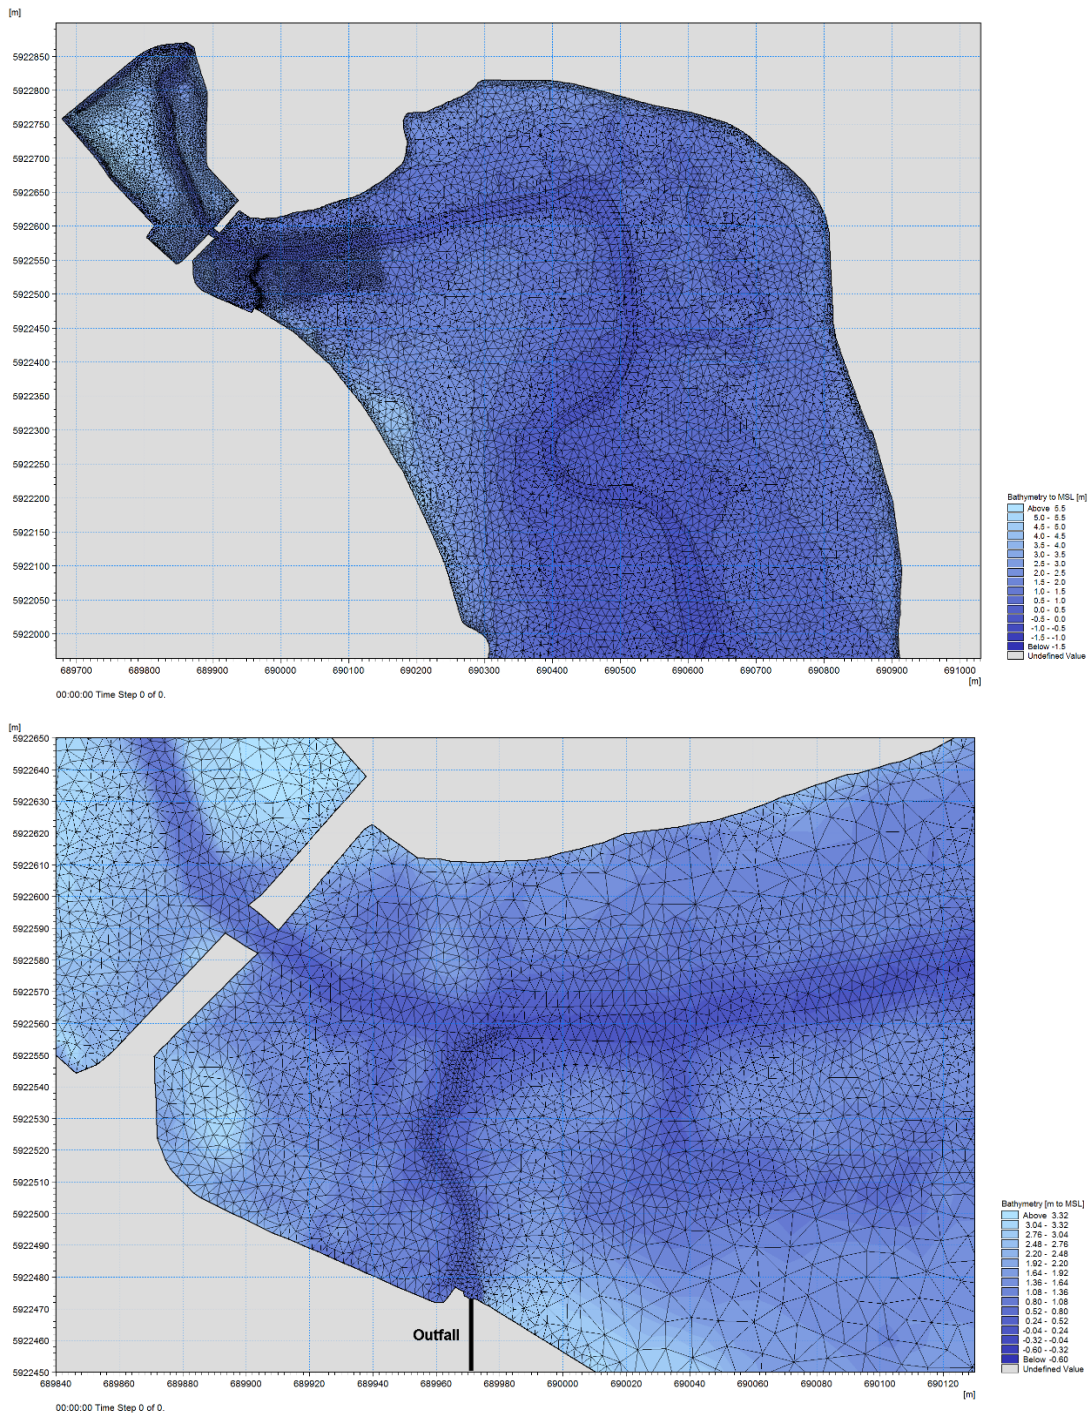 [m]
5922850
5922800
5922750
5922700
5922650
5922600
5922550
5922500
5922450
5922400
5922350
5922300
5922250
5922200
5922150
5922100
5922050
5922000
689700 689800 689900 690000 690100 690200 690300 690400 690500 690600 690700 690800 690900 691000
[m]
00:00:00 Time Step 0 of 0.
Bathymetry to MSL [m]
Above 5.5
5.0 - 5.5
4.5 - 5.0
4.0 - 4.5
3.5 - 4.0
3.0 - 3.5
2.5 - 3.0
2.0 - 2.5
1.5 - 2.0
1.0 - 1.5
0.5 - 1.0
0.0 - 0.5
-0.5 - 0.0
-1.0 - -0.5
-1.5 - -1.0
Below -1.5
Undefined Value
[m]
5922650
5922640
5922630
5922620
5922610
5922600
5922590
5922580
5922570
5922560
5922550
5922540
5922530
5922520
5922510
5922500
5922490
5922480
5922470
5922460
5922450
Outfall
689840 689860 689880 689900 689920 689940 689960 689980 690000 690020 690040 690060 690080 690100 690120
[m]
00:00:00 Time Step 0 of 0.
Bathymetry [m to MSL]
Above 3.32
3.04 - 3.32
2.76 - 3.04
2.48 - 2.76
2.20 - 2.48
1.92 - 2.20
1.64 - 1.92
1.36 - 1.64
1.08 - 1.36
0.80 - 1.08
0.52 - 0.80
0.24 - 0.52
-0.04 - 0.24
-0.32 - -0.04
-0.60 - -0.32
Below -0.60
Undefined Value